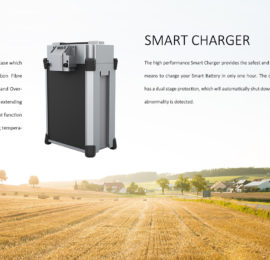 ase which
bon Fibre
and Over-
extending
t function
tempera-
SMART CHARGER
The high performance Smart Charger provides the safest and
means to charge your Smart Battery in only one hour. The c
has a dual stage protection, which will automatically shut dow
abnormality is detected.